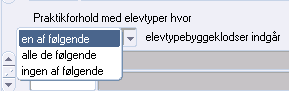 Praktikforhold med elevtyper hvor
en af følgende
elevtypebyggeklodser indgår
alle de følgende
ingen af følgende